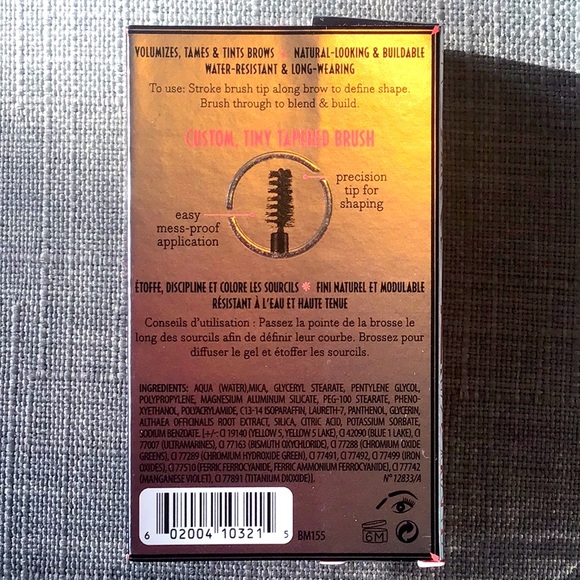 VOLUMIZES, TAMES & TINTS BROWS * NATURAL-LOOKING & BUILDABLE
WATER-RESISTANT & LONG-WEARING
To use: Stroke brush tip along brow to define shape.
Brush through to blend & build.
CUSTOM, TINY TAPERED BRUSH
precision
tip for
shaping
easy
mess-proof
application
ÉTOFFE, DISCIPLINE ET COLORE LES SOURCILS * FINI NATUREL ET MODULABLE
RÉSISTANT À L'EAU ET HAUTE TENUE
Conseils d'utilisation : Passez la pointe de la brosse le
long des sourcils afin de définir leur courbe. Brossez pour
diffuser le gel et étoffer les sourcils.
INGREDIENTS: AQUA (WATER),MICA, GLYCERYL STEARATE, PENTYLENE GLYCOL,
POLYPROPYLENE, MAGNESIUM ALUMINUM SILICATE, PEG-100 STEARATE, PHENO-
XYETHANOL, POLYACRYLAMIDE, C13-14 ISOPARAFFIN, LAURETH-7, PANTHENOL, GLYCERIN,
ALTHAEA OFFICINALIS ROOT EXTRACT, SILICA, CITRIC ACID, POTASSIUM SORBATE,
SODIUM BENZOATE. [+/-: CI 19140 (YELLOW 5, YELLOW 5 LAKE), CI 42090 (BLUE 1 LAKE), CI
77007 (ULTRAMARINES), CI 77163 (BISMUTH OXYCHLORIDE), CI 77288 (CHROMIUM OXIDE
GREENS), CI 77289 (CHROMIUM HYDROXIDE GREEN), CI 77491, CI 77492, CI 77499 (IRON
OXIDES), CI 77510 (FERRIC FERROCYANIDE, FERRIC AMMONIUM FERROCYANIDE), CI 77742
(MANGANESE VIOLET), CI 77891 (TITANIUM DIOXIDE)].
N° 12833/A
6 02004 10321 5
BM155
6M